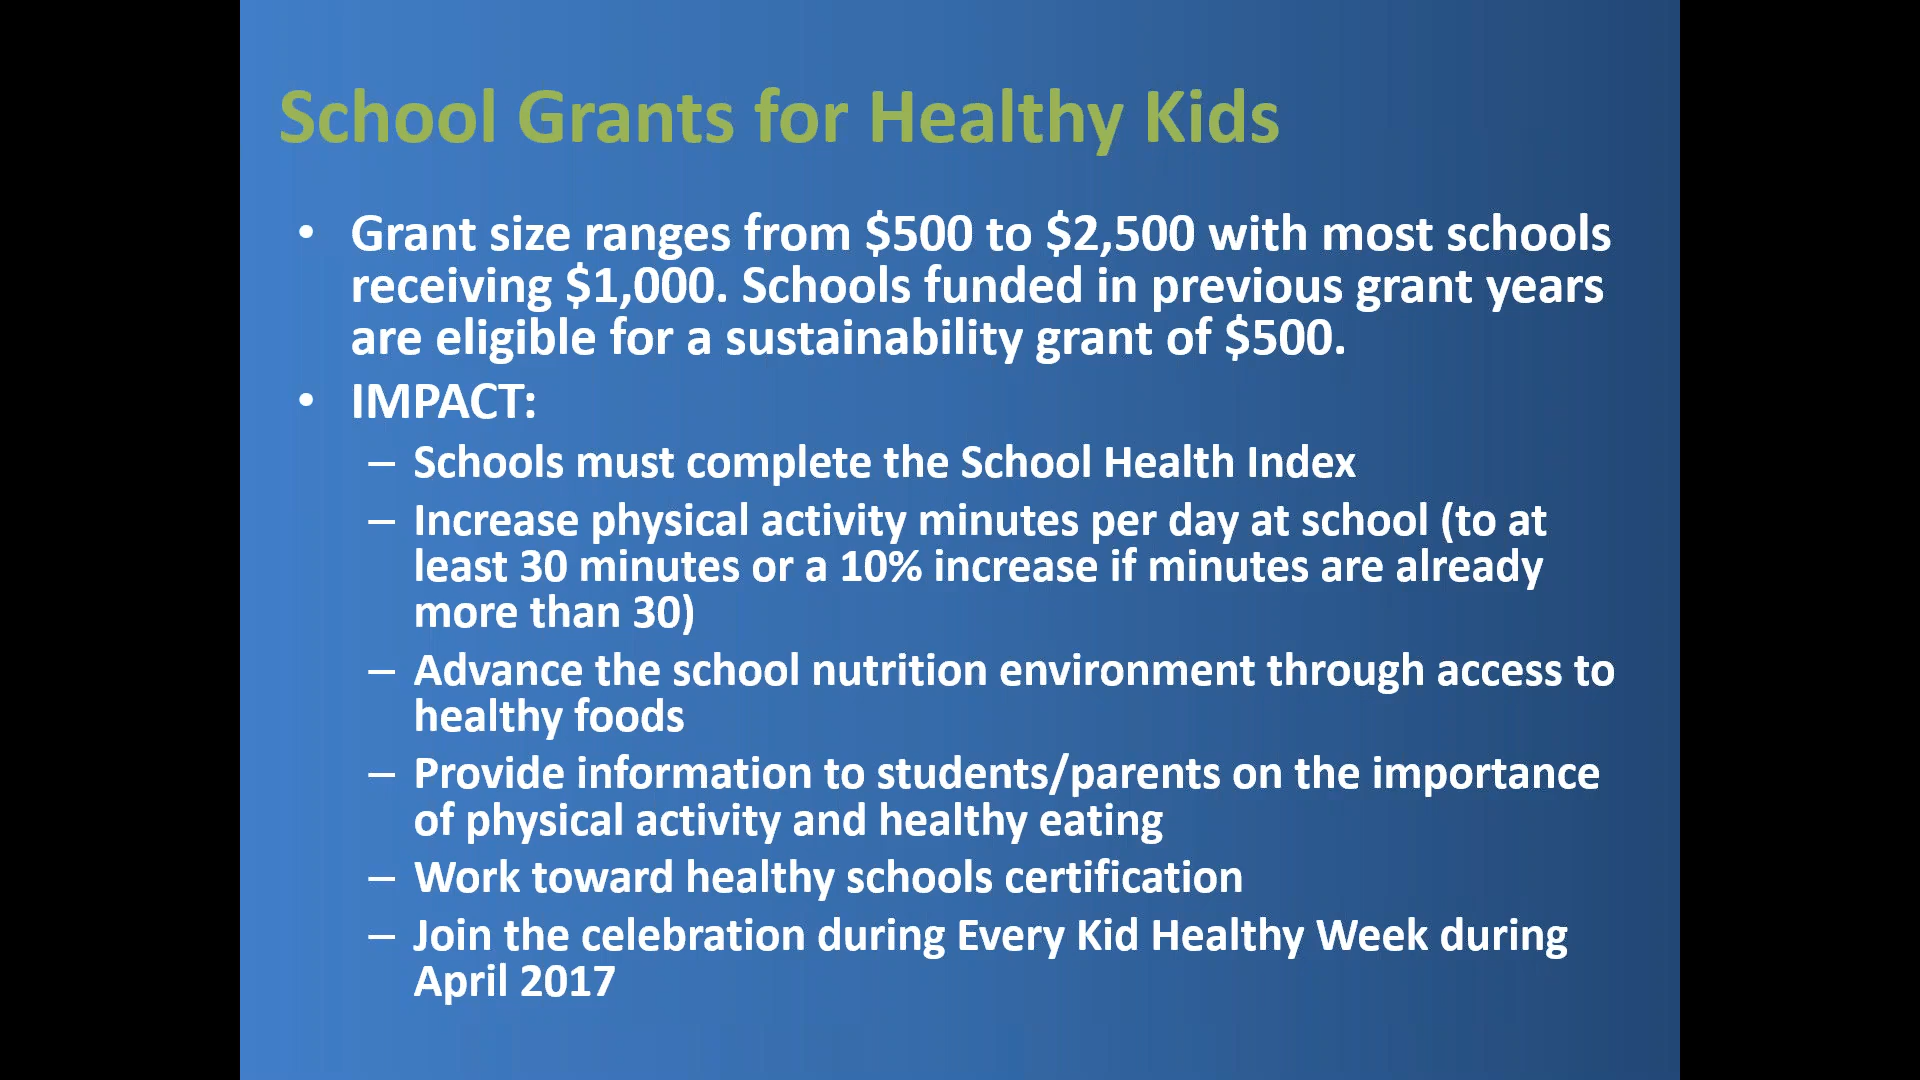 School Grants for Healthy Kids
• Grant size ranges from $500 to $2,500 with most schools
receiving $1,000. Schools funded in previous grant years
are eligible for a sustainability grant of $500.
• IMPACT:
– Schools must complete the School Health Index
– Increase physical activity minutes per day at school (to at
least 30 minutes or a 10% increase if minutes are already
more than 30)
– Advance the school nutrition environment through access to
healthy foods
– Provide information to students/parents on the importance
of physical activity and healthy eating
– Work toward healthy schools certification
– Join the celebration during Every Kid Healthy Week during
April 2017